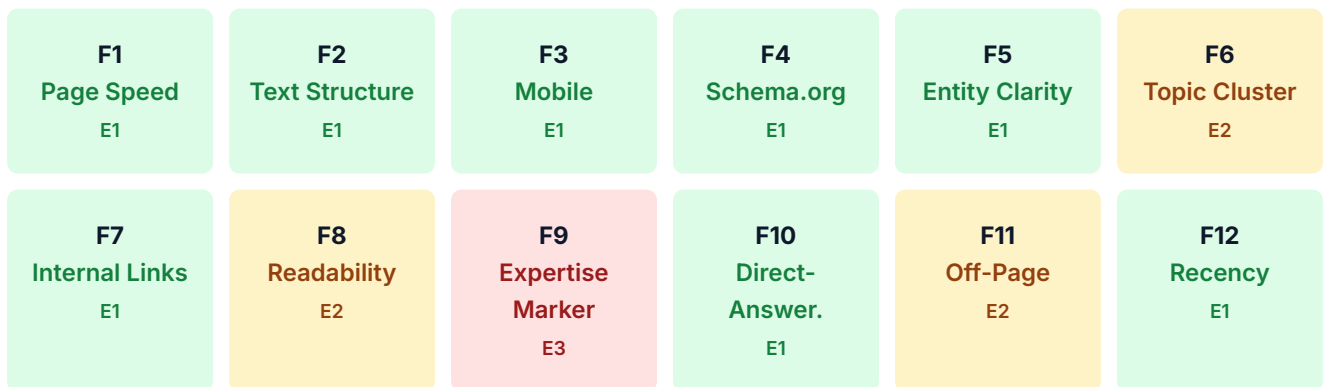 F1
Page Speed
E1
F2
Text Structure
E1
F3
Mobile
E1
F4
Schema.org
E1
F5
Entity Clarity
E1
F6
Topic Cluster
E2
F7
Internal Links
E1
F8
Readability
E2
F9
Expertise
Marker
E3
F10
Direct-
Answer.
E1
F11
Off-Page
E2
F12
Recency
E1